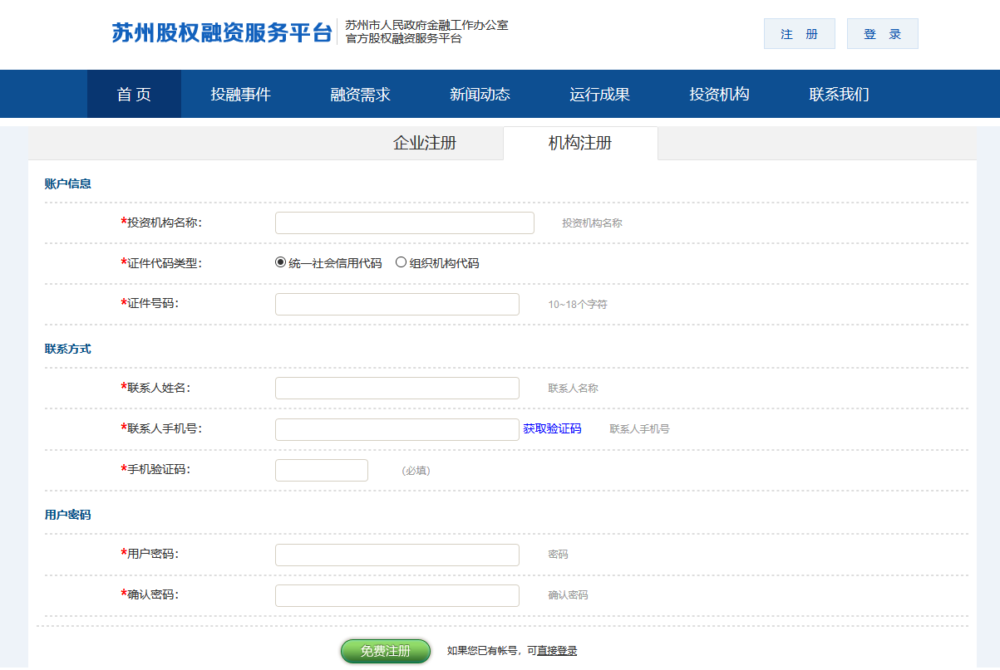 苏州股权融资服务平台
苏州市人民政府金融工作办公室
官方股权融资服务平台
注 册
登 录
首 页 投融事件 融资需求 新闻动态 运行成果 投资机构 联系我们
企业注册 机构注册
账户信息
*投资机构名称： 投资机构名称
*证件代码类型： 统一社会信用代码 组织机构代码
*证件号码： 10~18个字符
联系方式
*联系人姓名： 联系人名称
*联系人手机号： 获取验证码 联系人手机号
*手机验证码： (必填)
用户密码
*用户密码： 密码
*确认密码： 确认密码
免费注册 如果您已有帐号，可直接登录